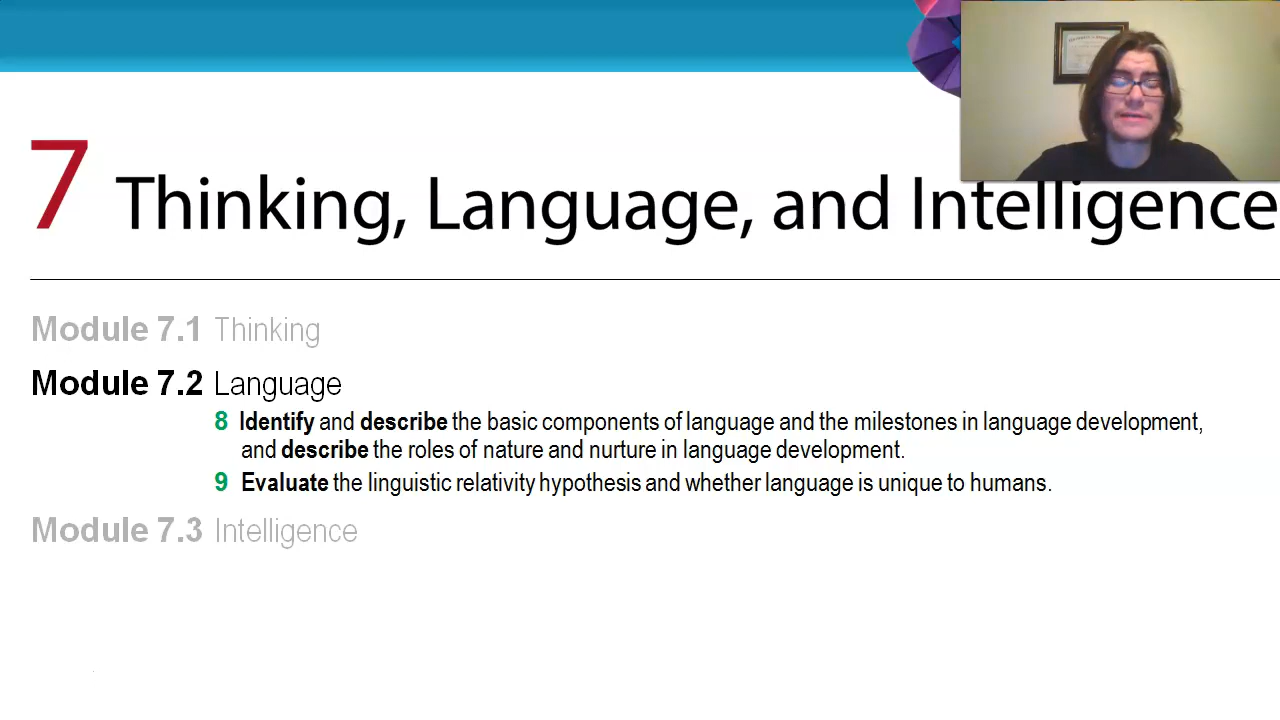 7 Thinking, Language, and Intelligence
Module 7.1 Thinking
Module 7.2 Language
8 Identify and describe the basic components of language and the milestones in language development,
and describe the roles of nature and nurture in language development.
9 Evaluate the linguistic relativity hypothesis and whether language is unique to humans.
Module 7.3 Intelligence